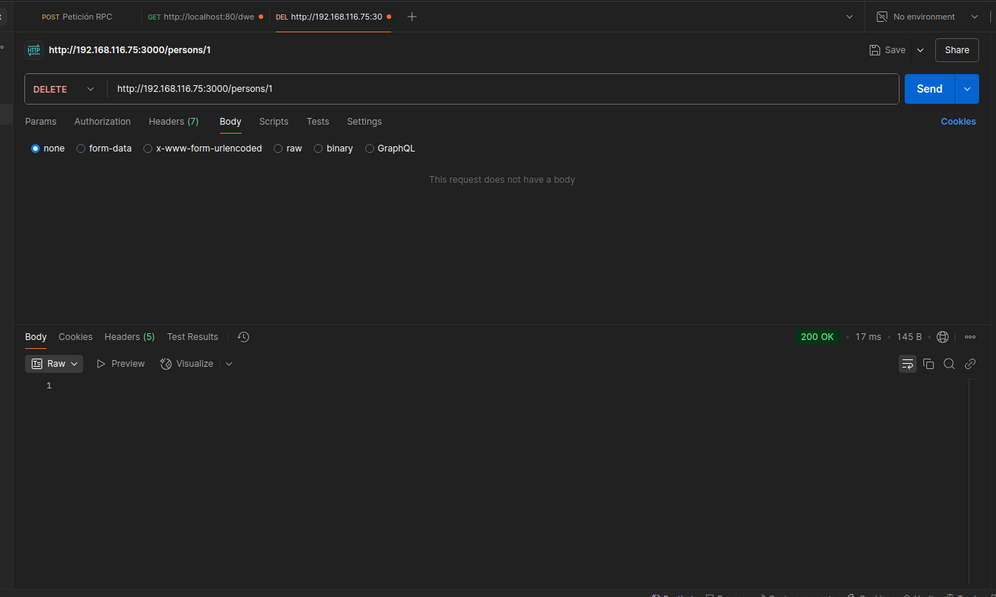 POST Petición RPC GET http://localhost:80/dwe DEL http://192.168.116.75:30 No environment
HTTP http://192.168.116.75:3000/persons/1 Save Share
DELETE http://192.168.116.75:3000/persons/1 Send
Params Authorization Headers (7) Body Scripts Tests Settings Cookies
none form-data x-www-form-urlencoded raw binary GraphQL
This request does not have a body
Body Cookies Headers (5) Test Results 200 OK 17 ms 145 B
Raw Preview Visualize
1